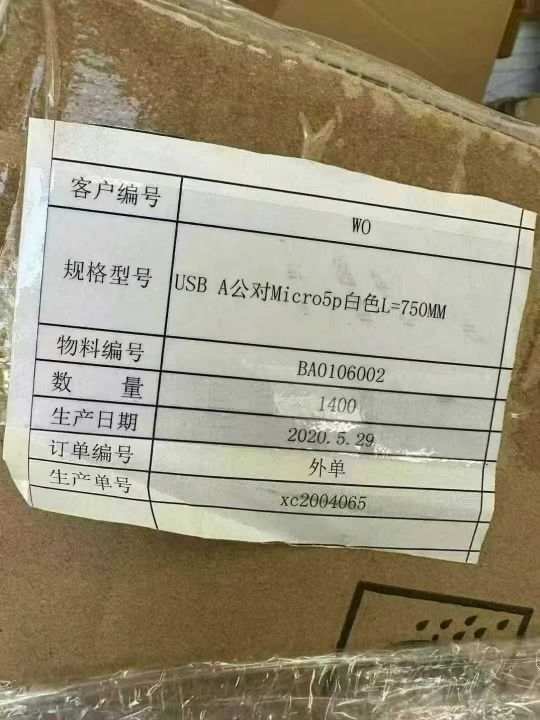 客户编号 WO
规格型号 USB A公对Micro5p白色L=750MM
物料编号 BA0106002
数 量 1400
生产日期 2020.5.29
订单编号 外单
生产单号 xc2004065